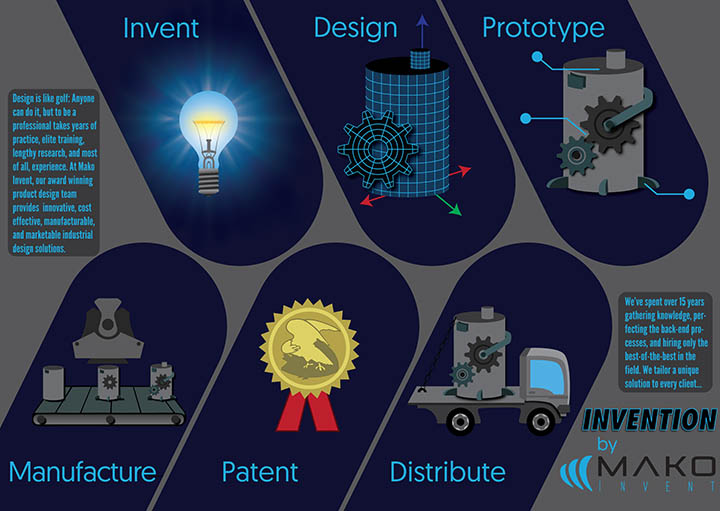 Invent
Design
Prototype
Design is like golf: Anyone
can do it, but to be a
professional takes years of
practice, elite training,
lengthy research, and most
of all, experience. At Mako
Invent, our award winning
product design team
provides innovative, cost
effective, manufacturable,
and marketable industrial
design solutions.
We've spent over 15 years
gathering knowledge, per-
fecting the back-end pro-
cesses, and hiring only the
best-of-the-best in the
field. We tailor a unique
solution to every client...
Manufacture
Patent
Distribute
INVENTION
by
MAKO
INVENT